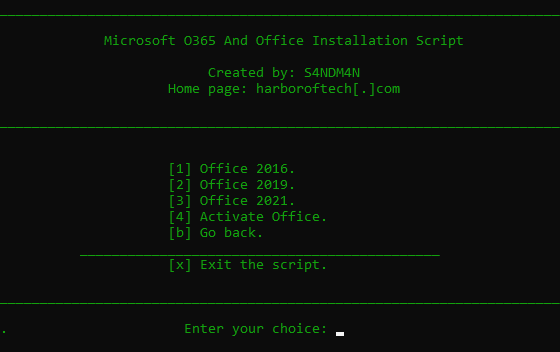 Microsoft O365 And Office Installation Script
Created by: S4NDM4N
Home page: harboroftech[.]com
[1] Office 2016.
[2] Office 2019.
[3] Office 2021.
[4] Activate Office.
[b] Go back.
[x] Exit the script.
. Enter your choice: